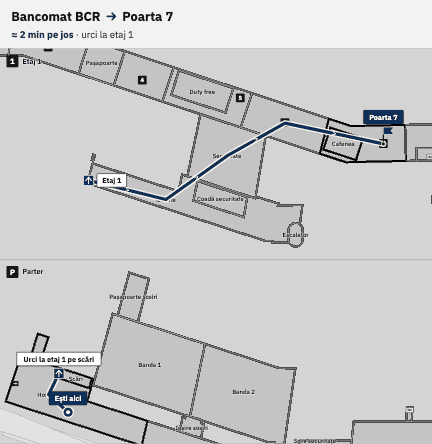 Bancomat BCR → Poarta 7
≈ 2 min pe jos · urci la etaj 1
1 Etaj 1
Pașapoarte
4
Duty free
5
Poarta 7
Cafenea
Securitate
Etaj 1
Coadă securitate
Escalator
P Parter
Pașapoarte sosiri
Banda 1
Urci la etaj 1 pe scări
Scări
Ești aici
Banda 2